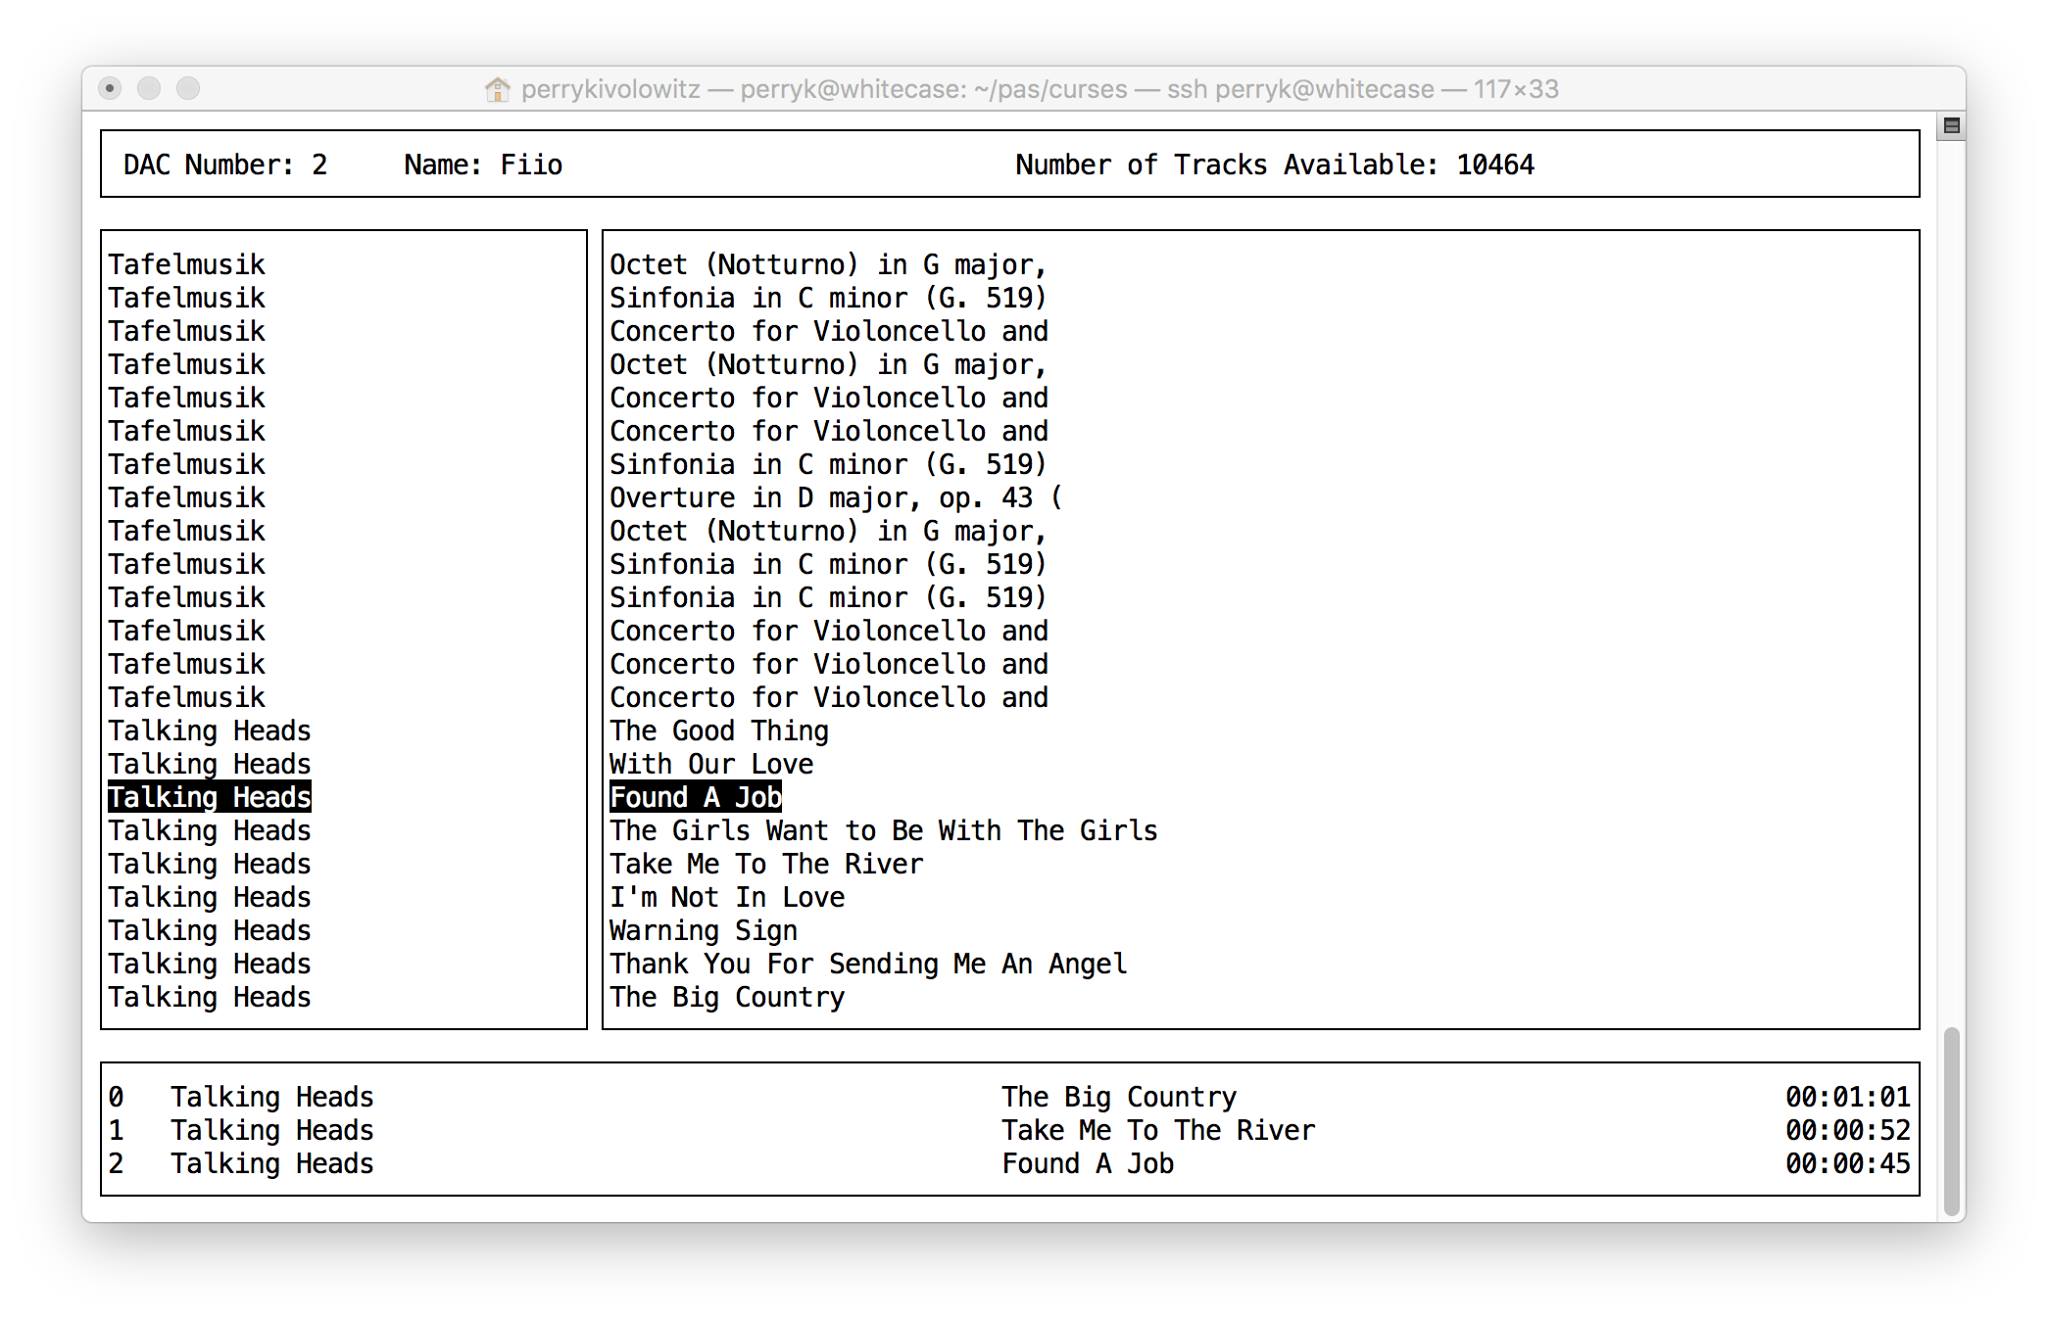 perrykivolowitz — perryk@whitecase: ~/pas/curses — ssh perryk@whitecase — 117×33
DAC Number: 2 Name: Fiio Number of Tracks Available: 10464
Tafelmusik Octet (Notturno) in G major,
Tafelmusik Sinfonia in C minor (G. 519)
Tafelmusik Concerto for Violoncello and
Tafelmusik Octet (Notturno) in G major,
Tafelmusik Concerto for Violoncello and
Tafelmusik Concerto for Violoncello and
Tafelmusik Sinfonia in C minor (G. 519)
Tafelmusik Overture in D major, op. 43 (
Tafelmusik Octet (Notturno) in G major,
Tafelmusik Sinfonia in C minor (G. 519)
Tafelmusik Sinfonia in C minor (G. 519)
Tafelmusik Concerto for Violoncello and
Tafelmusik Concerto for Violoncello and
Tafelmusik Concerto for Violoncello and
Talking Heads The Good Thing
Talking Heads With Our Love
Talking Heads Found A Job
Talking Heads The Girls Want to Be With The Girls
Talking Heads Take Me To The River
Talking Heads I'm Not In Love
Talking Heads Warning Sign
Talking Heads Thank You For Sending Me An Angel
Talking Heads The Big Country
0 Talking Heads The Big Country 00:01:01
1 Talking Heads Take Me To The River 00:00:52
2 Talking Heads Found A Job 00:00:45